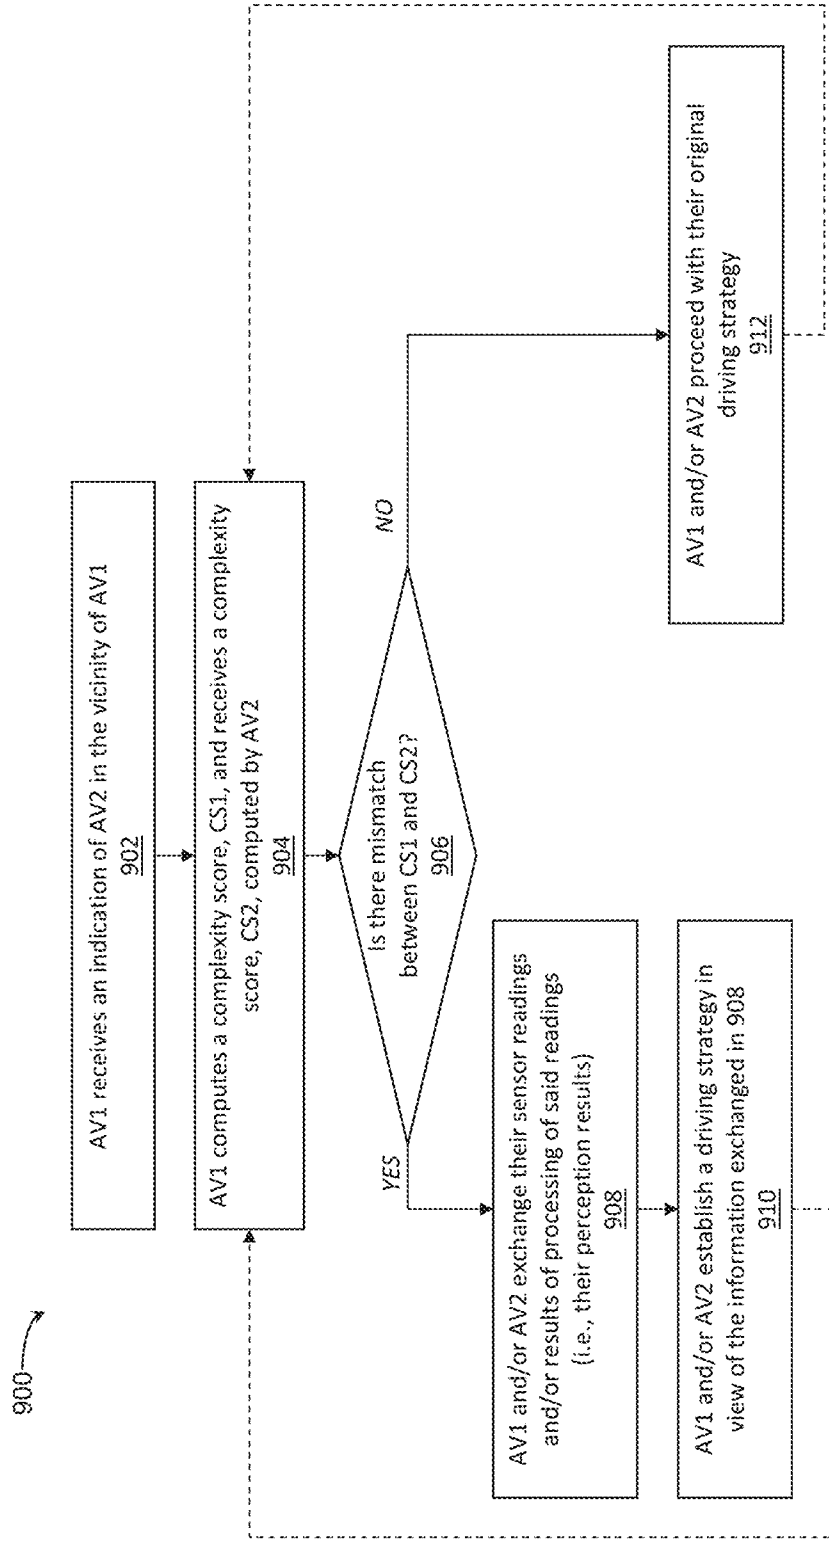 900
AV1 receives an indication of AV2 in the vicinity of AV1
902
AV1 computes a complexity score, CS1, and receives a complexity
score, CS2, computed by AV2
904
Is there mismatch
between CS1 and CS2?
906
YES
NO
AV1 and/or AV2 exchange their sensor readings
and/or results of processing of said readings
(i.e., their perception results)
908
AV1 and/or AV2 establish a driving strategy in
view of the information exchanged in 908
910
AV1 and/or AV2 proceed with their original
driving strategy
912